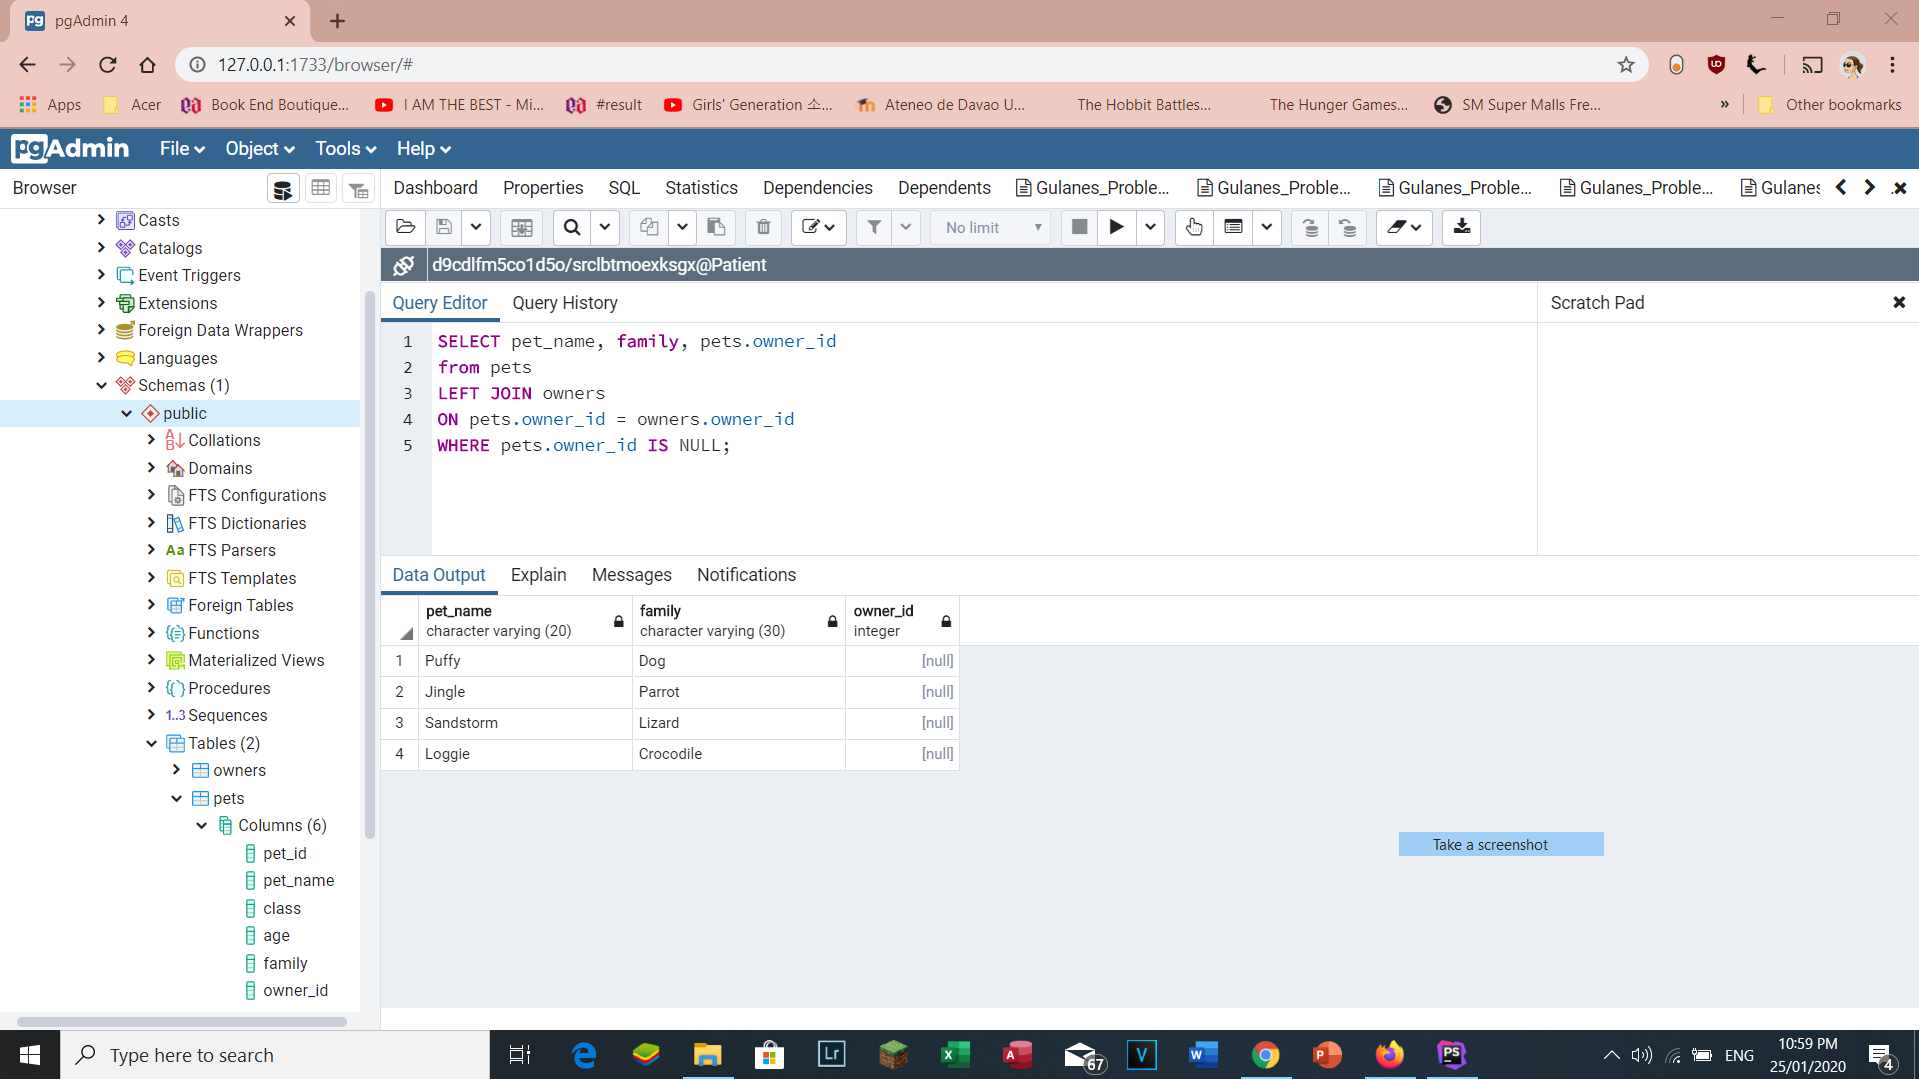 pgAdmin 4
127.0.0.1:1733/browser/#
Apps Acer Book End Boutique... I AM THE BEST - Mi... #result Girls' Generation 소... Ateneo de Davao U... The Hobbit Battles... The Hunger Games... SM Super Malls Fre... » Other bookmarks
pgAdmin File Object Tools Help
Browser
Dashboard Properties SQL Statistics Dependencies Dependents Gulanes_Proble... Gulanes_Proble... Gulanes_Proble... Gulanes_Proble... Gulanes
No limit
d9cdlfm5co1d5o/srclbtmoexksgx@Patient
Query Editor Query History
Scratch Pad
1 SELECT pet_name, family, pets.owner_id
2 from pets
3 LEFT JOIN owners
4 ON pets.owner_id = owners.owner_id
5 WHERE pets.owner_id IS NULL;
Data Output Explain Messages Notifications
pet_name family owner_id
character varying (20) character varying (30) integer
1 Puffy Dog [null]
2 Jingle Parrot [null]
3 Sandstorm Lizard [null]
4 Loggie Crocodile [null]
Take a screenshot
Casts
Catalogs
Event Triggers
Extensions
Foreign Data Wrappers
Languages
Schemas (1)
public
Collations
Domains
FTS Configurations
FTS Dictionaries
Aa FTS Parsers
FTS Templates
Foreign Tables
Functions
Materialized Views
Procedures
1..3 Sequences
Tables (2)
owners
pets
Columns (6)
pet_id
pet_name
class
age
family
owner_id
Type here to search
Lr
67
V
PS
ENG
10:59 PM
25/01/2020
4